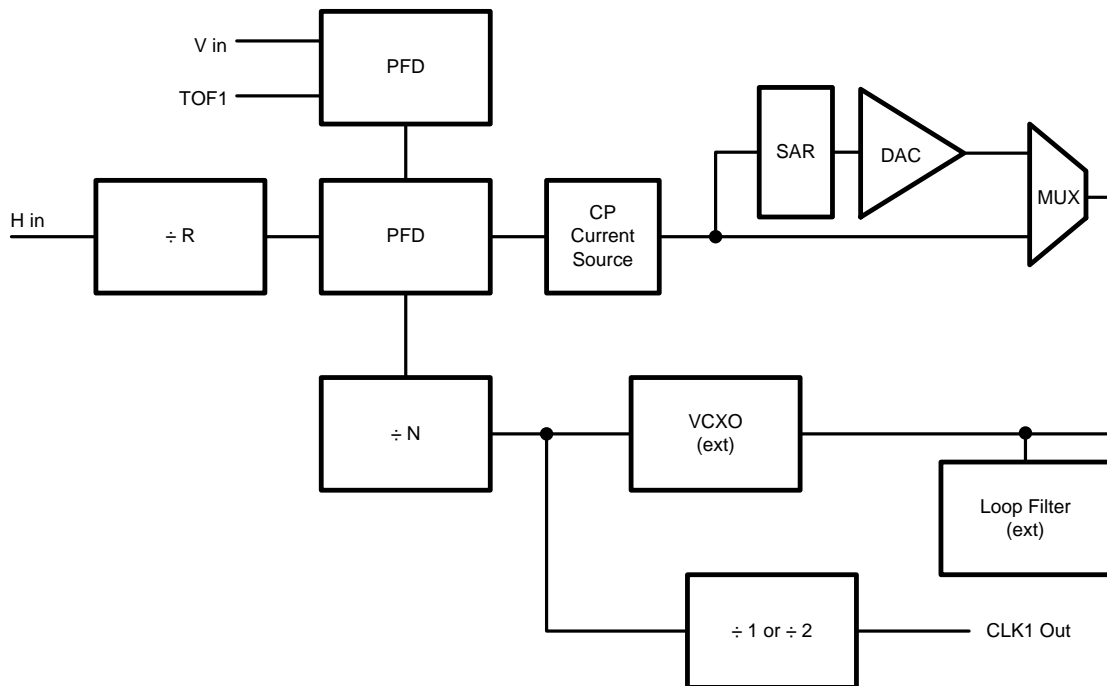 V in
TOF1
PFD
SAR
DAC
MUX
H in
÷ R
PFD
CP
Current
Source
÷ N
VCXO
(ext)
Loop Filter
(ext)
÷ 1 or ÷ 2
CLK1 Out